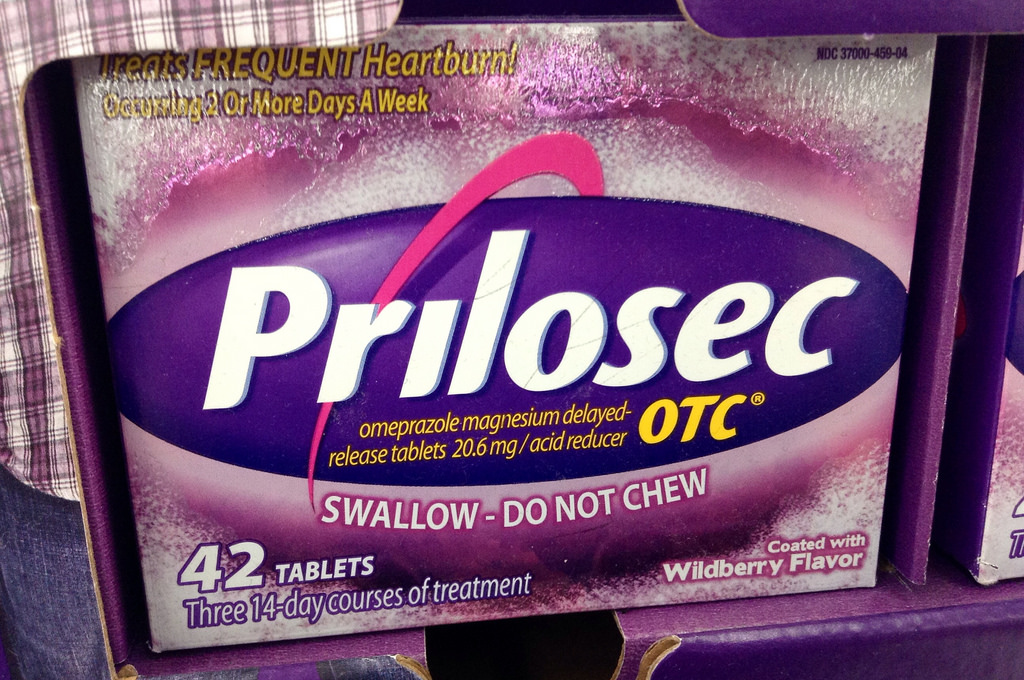 Treats FREQUENT Heartburn!
Occurring 2 Or More Days A Week
NDC 37000-459-04
Prilosec
omeprazole magnesium delayed-
release tablets 20.6 mg / acid reducer
OTC®
SWALLOW - DO NOT CHEW
42 TABLETS
Three 14-day courses of treatment
Coated with
Wildberry Flavor